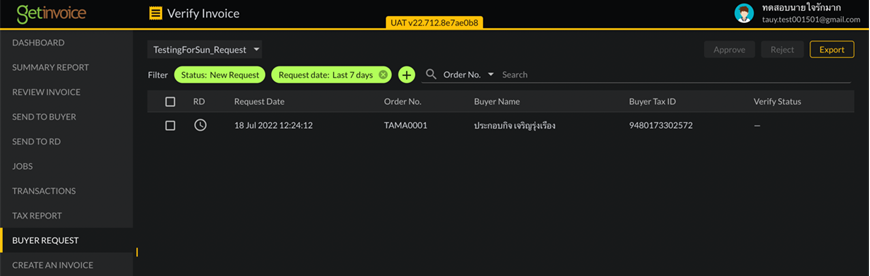 Getinvoice
Verify Invoice
UAT v22.712.8e7ae0b8
ทดสอบนายใจรักมาก
tauy.test001501@gmail.com
DASHBOARD
SUMMARY REPORT
REVIEW INVOICE
SEND TO BUYER
SEND TO RD
JOBS
TRANSACTIONS
TAX REPORT
BUYER REQUEST
CREATE AN INVOICE
TestingForSun_Request
Approve
Reject
Export
Filter
Status: New Request
Request date: Last 7 days
Order No.
Search
RD Request Date Order No. Buyer Name Buyer Tax ID Verify Status
18 Jul 2022 12:24:12 TAMA0001 ประกอบกิจ เจริญรุ่งเรือง 9480173302572 —